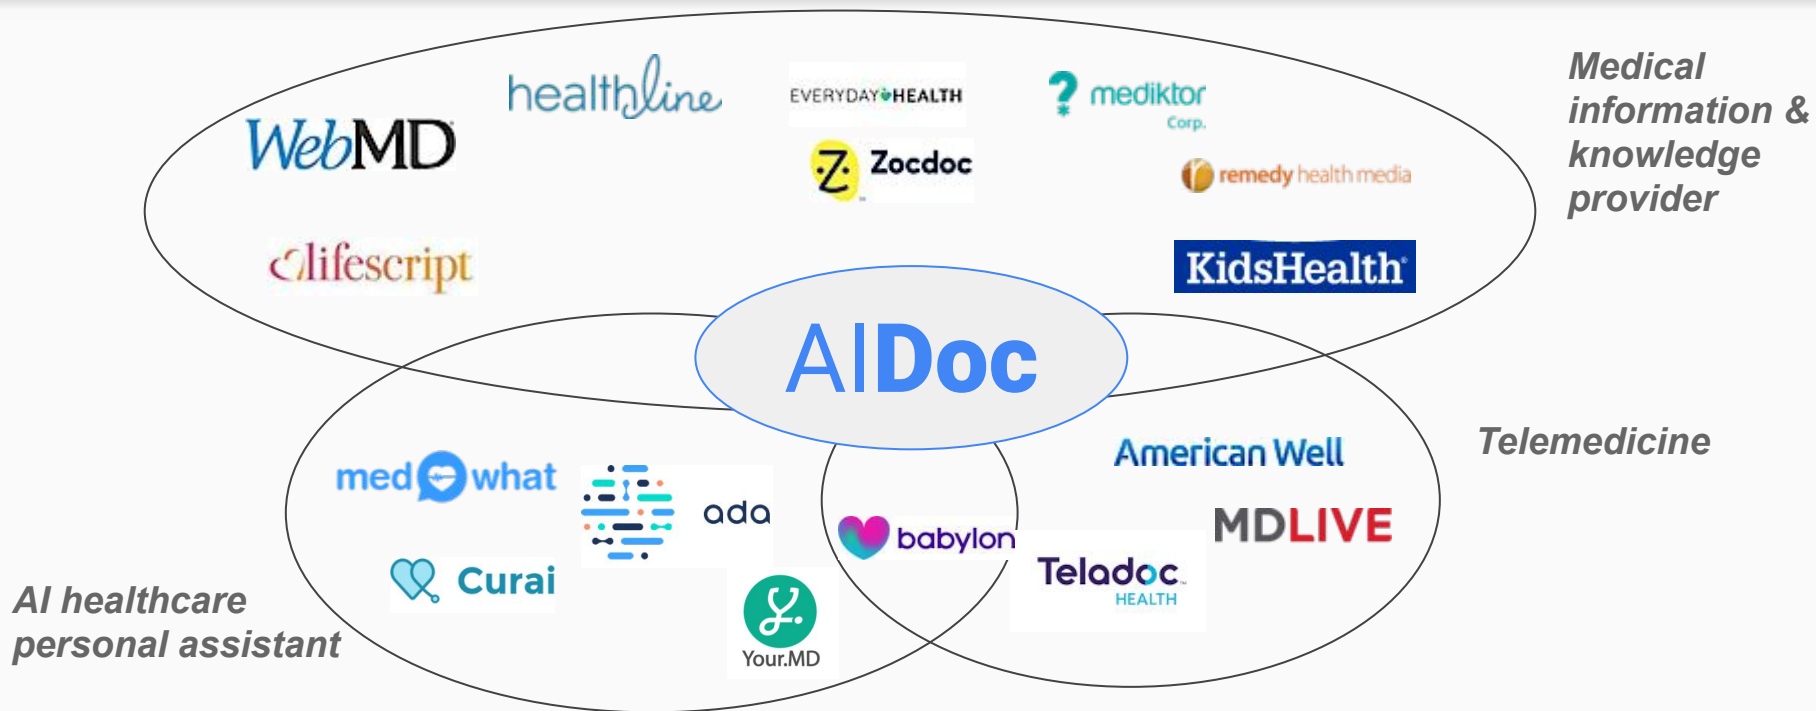 healthline
EVERYDAY HEALTH
mediktor
Corp.
WebMD
Zocdoc
remedy health media
lifescript
KidsHealth®
Medical
information &
knowledge
provider
AIDoc
American Well
Telemedicine
med what
ada
babylon
MDLIVE
Curai
Teladoc
HEALTH
Your.MD
AI healthcare
personal assistant